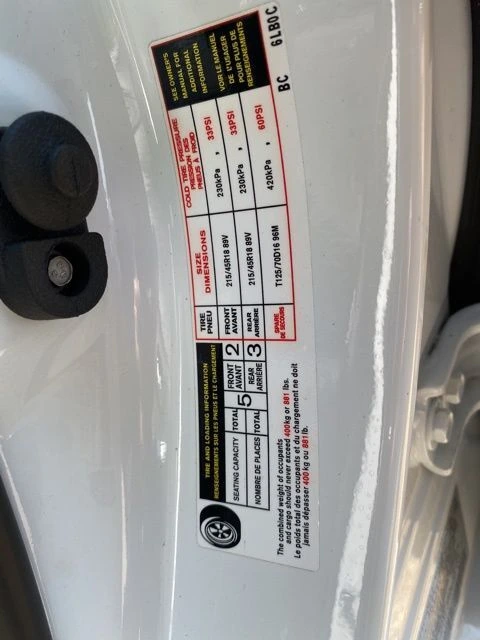 TIRE AND LOADING INFORMATION
RENSEIGNEMENTS SUR LES PNEUS ET LE CHARGEMENT
SEATING CAPACITY TOTAL 5 FRONT AVANT 2 REAR ARRIÈRE 3
NOMBRE DE PLACES TOTAL
The combined weight of occupants
and cargo should never exceed 400kg or 881 lbs.
Le poids total des occupants et du chargement ne doit
jamais dépasser 400 kg ou 881 lb.
TIRE PNEU SIZE DIMENSIONS COLD TIRE PRESSURE PRESSION DES PNEUS À FROID
FRONT AVANT 215/45R18 89V 230kPa , 33PSI
REAR ARRIÈRE 215/45R18 89V 230kPa , 33PSI
SPARE DE SECOURS T125/70D16 96M 420kPa , 60PSI
SEE OWNER'S
MANUAL FOR
ADDITIONAL
INFORMATION
VOIR LE MANUEL
DE L'USAGER
POUR PLUS DE
RENSEIGNEMENTS
BC 6LB0C